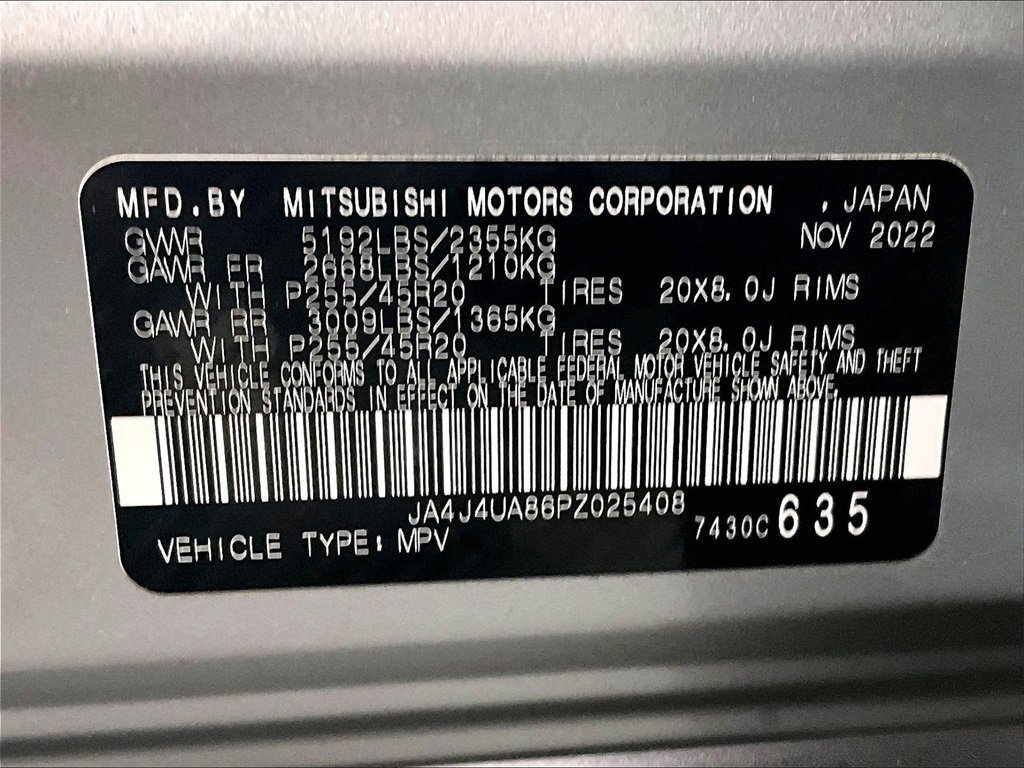 MFD.BY MITSUBISHI MOTORS CORPORATION , JAPAN
GVWR 5192LBS/2355KG NOV 2022
GAWR FR 2668LBS/1210KG
WITH P255/45R20 TIRES 20X8.0J RIMS
GAWR RR 3009LBS/1365KG
WITH P255/45R20 TIRES 20X8.0J RIMS
THIS VEHICLE CONFORMS TO ALL APPLICABLE FEDERAL MOTOR VEHICLE SAFETY AND THEFT
PREVENTION STANDARDS IN EFFECT ON THE DATE OF MANUFACTURE SHOWN ABOVE.
JA4J4UA86PZ025408
VEHICLE TYPE: MPV 7430C 635